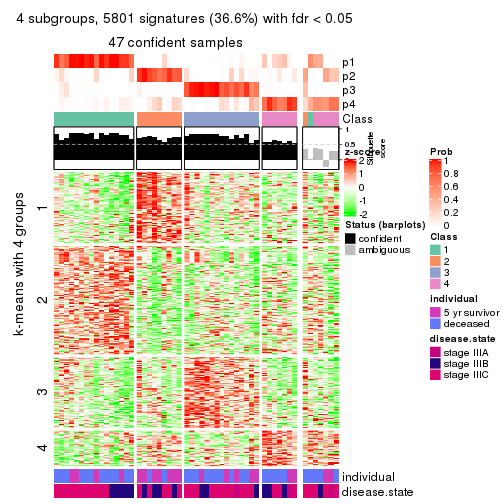 4 subgroups, 5801 signatures (36.6%) with fdr < 0.05
47 confident samples
p1
p2
p3
p4
Class
1
0.5
0
Silhouette
score
k-means with 4 groups
1
2
3
4
individual
disease.state
z-score
2
1
0
-1
-2
Status (barplots)
confident
ambiguous
Prob
1
0.8
0.6
0.4
0.2
0
Class
1
2
3
4
individual
5 yr survivor
deceased
disease.state
stage IIIA
stage IIIB
stage IIIC